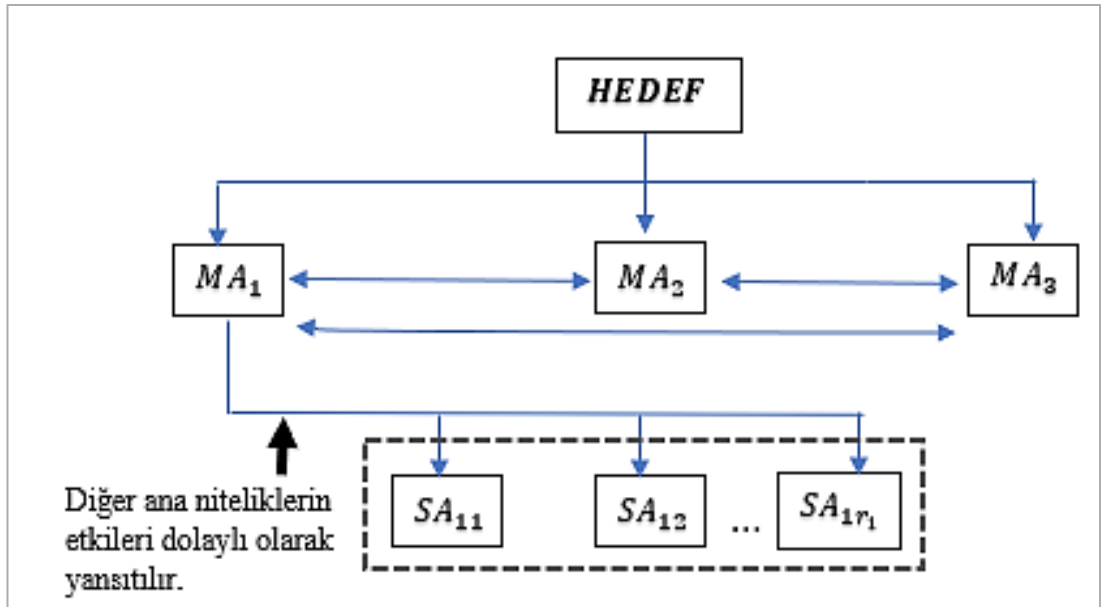 HEDEF
MA₁
MA₂
MA₃
SA₁₁
SA₁₂
...
SA₁ᵣ₁
Diğer ana niteliklerin
etkileri dolaylı olarak
yansıtılır.